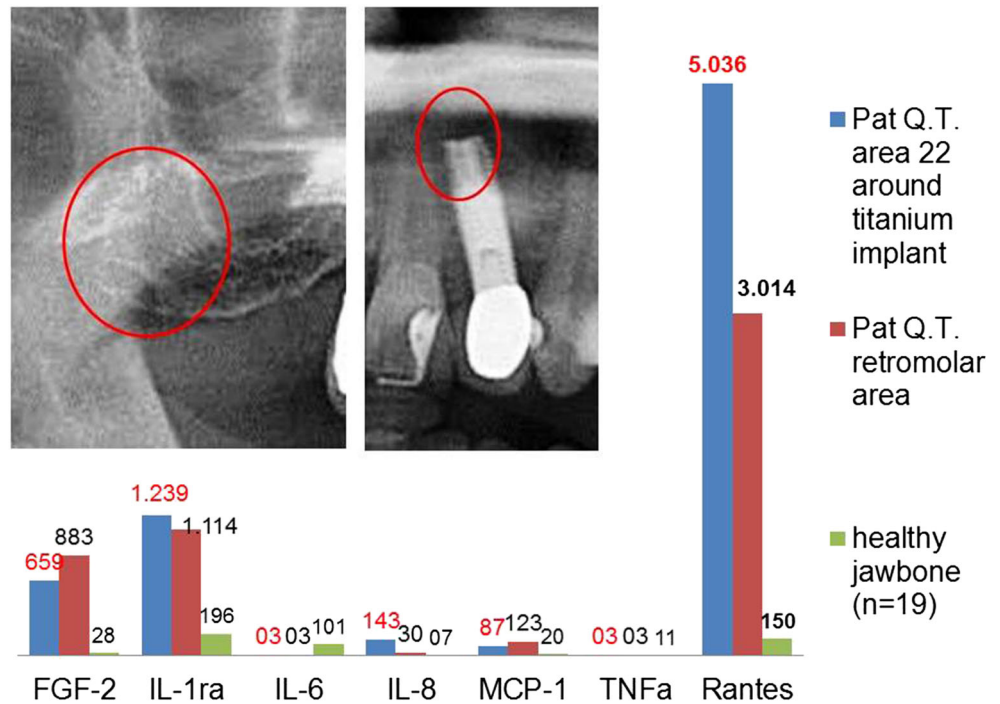 5.036
3.014
150
Pat Q.T.
area 22
around
titanium
implant
Pat Q.T.
retromolar
area
healthy
jawbone
(n=19)
659
883
28
1.239
1.114
196
03
03
101
143
30
07
87
123
20
03
03
11
FGF-2 IL-1ra IL-6 IL-8 MCP-1 TNFa Rantes